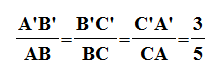 A'B'/AB = B'C'/BC = C'A'/CA = 3/5